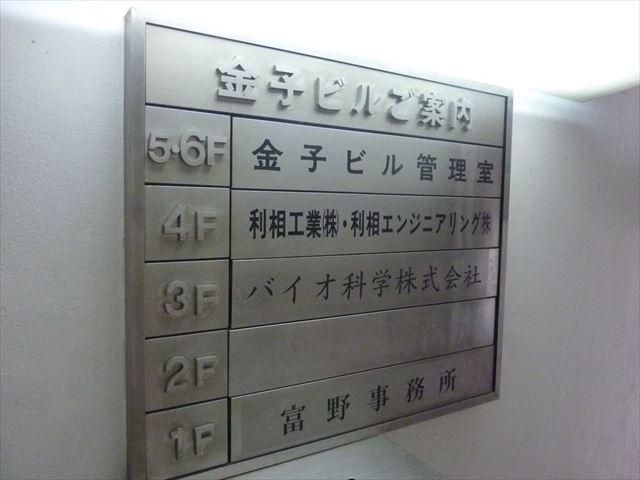 金子ビルご案内
5・6F 金子ビル管理室
4F 利相工業㈱・利相エンジニアリング㈱
3F バイオ科学株式会社
2F
1F 富野事務所